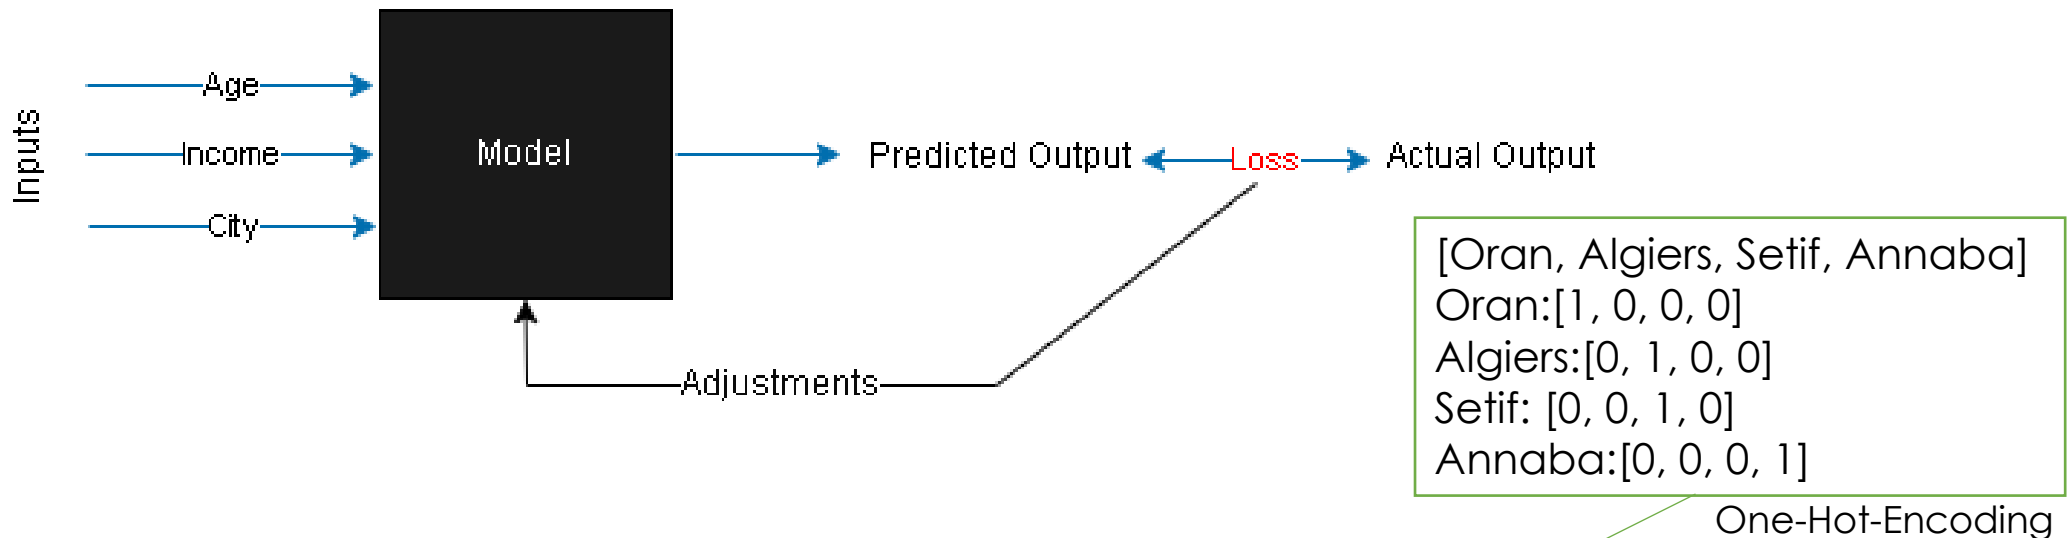 Inputs
Age
Income
City
Model
Predicted Output
Loss
Actual Output
Adjustments
[Oran, Algiers, Setif, Annaba]
Oran:[1, 0, 0, 0]
Algiers:[0, 1, 0, 0]
Setif: [0, 0, 1, 0]
Annaba:[0, 0, 0, 1]
One-Hot-Encoding